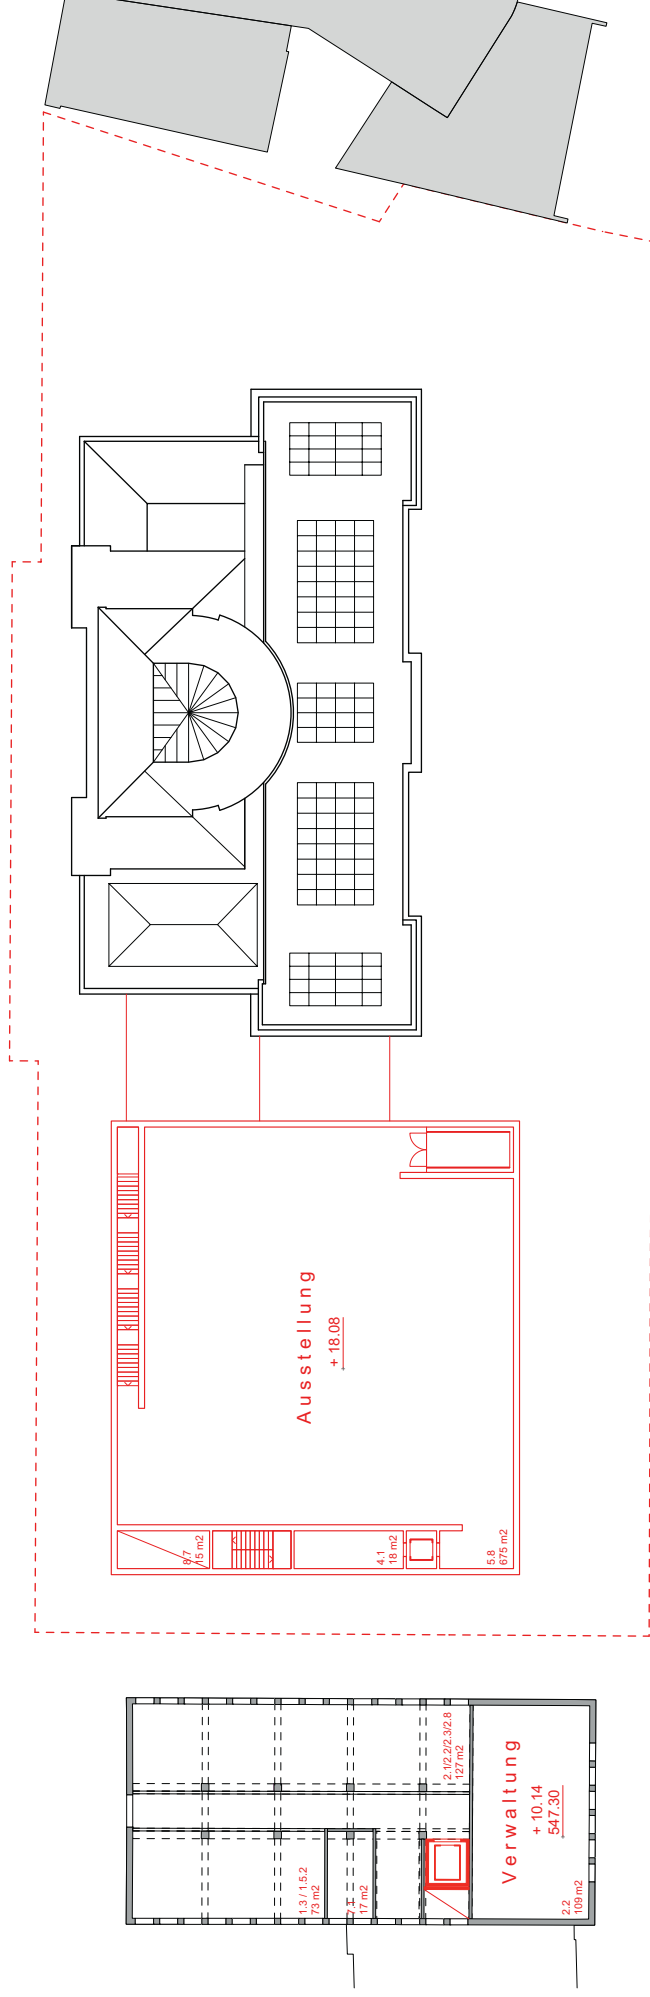 Ausstellung
+ 18.08
8.7
15 m2
4.1
18 m2
5.8
675 m2
2.1/2.2/2.3/2.8
127 m2
Verwaltung
+ 10.14
547.30
1.3 / 1.5.2
73 m2
17 m2
2.2
109 m2